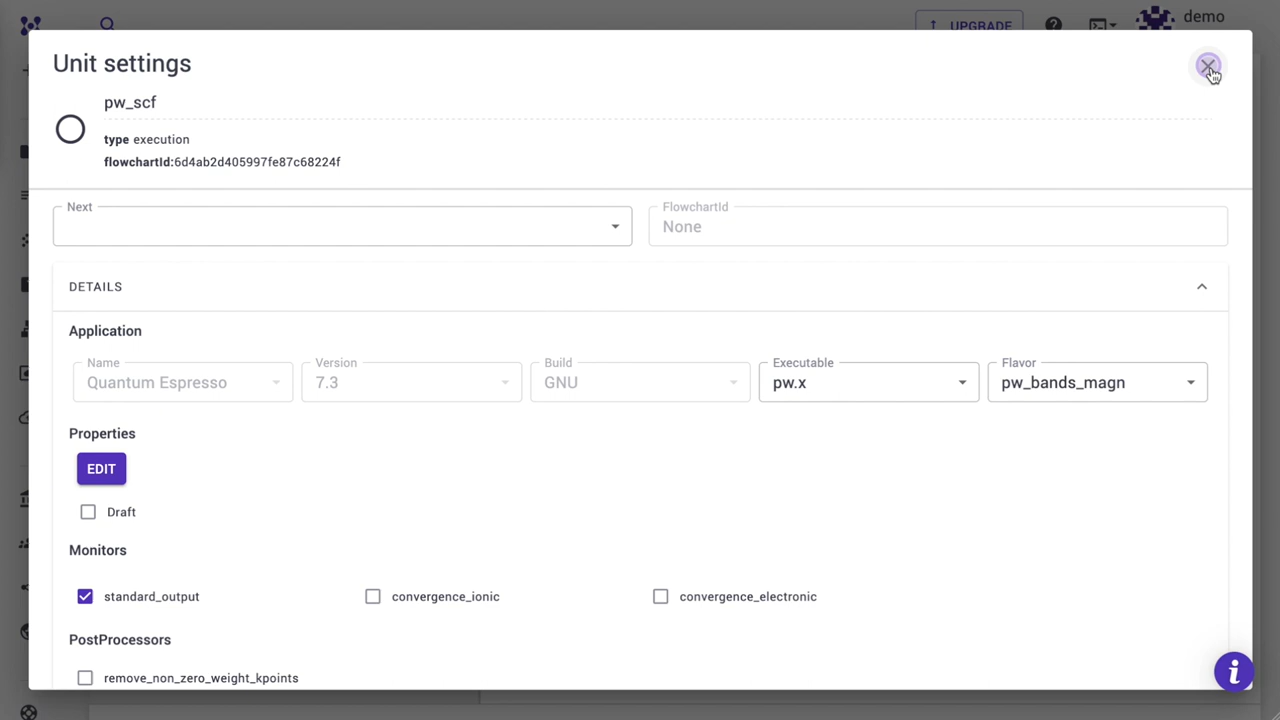 UPGRADE
demo
Unit settings
pw_scf
type execution
flowchartId:6d4ab2d405997fe87c68224f
Next
FlowchartId
None
DETAILS
Application
Name
Version
Build
Executable
Flavor
Quantum Espresso
7.3
GNU
pw.x
pw_bands_magn
Properties
EDIT
Draft
Monitors
standard_output
convergence_ionic
convergence_electronic
PostProcessors
remove_non_zero_weight_kpoints